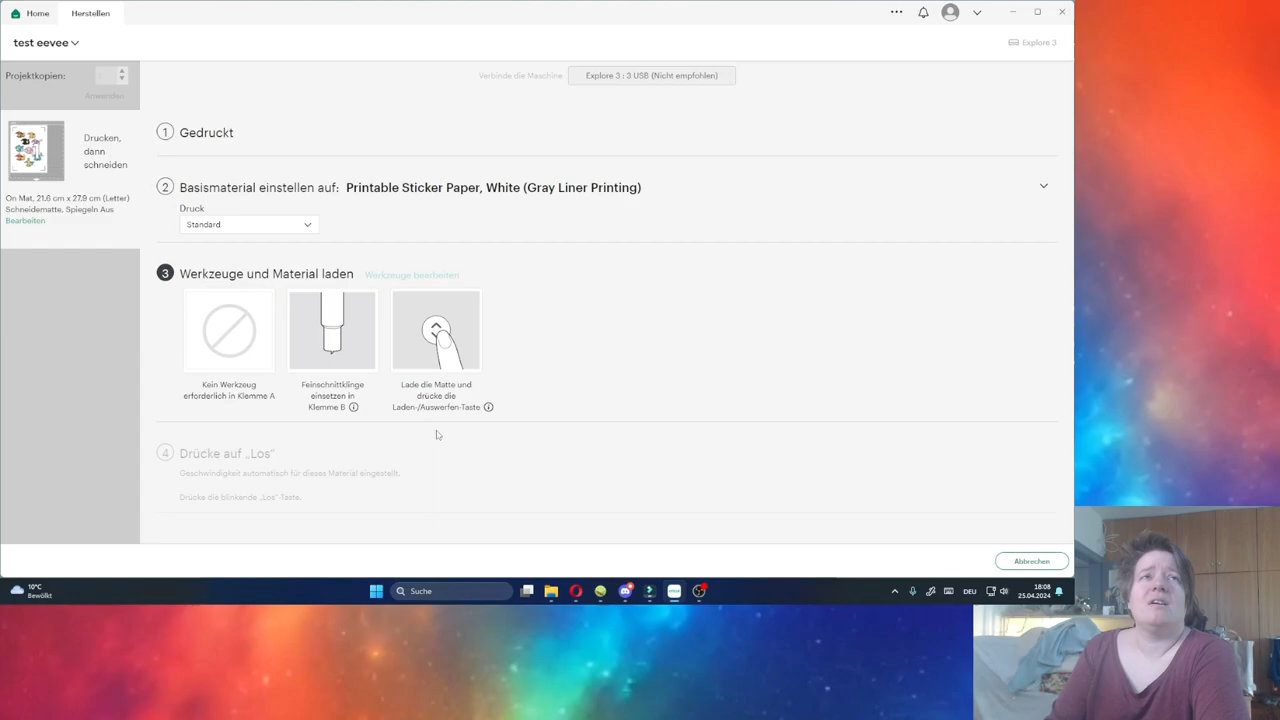 Home
Herstellen
test eevee
Explore 3
Projektkopien:
Anwenden
Verbinde die Maschine
Explore 3 : 3 USB (Nicht empfohlen)
Drucken,
dann
schneiden
On Mat, 21,6 cm x 27,9 cm (Letter)
Schneidematte, Spiegeln Aus
Bearbeiten
1 Gedruckt
2 Basismaterial einstellen auf: Printable Sticker Paper, White (Gray Liner Printing)
Druck
Standard
3 Werkzeuge und Material laden Werkzeuge bearbeiten
Kein Werkzeug
erforderlich in Klemme A
Feinschnittklinge
einsetzen in
Klemme B
Lade die Matte und
drücke die
Laden-/Auswerfen-Taste
4 Drücke auf „Los“
Geschwindigkeit automatisch für dieses Material eingestellt.
Drücke die blinkende „Los“-Taste.
Abbrechen
10°C
Bewölkt
Suche
DEU
18:08
25.04.2024